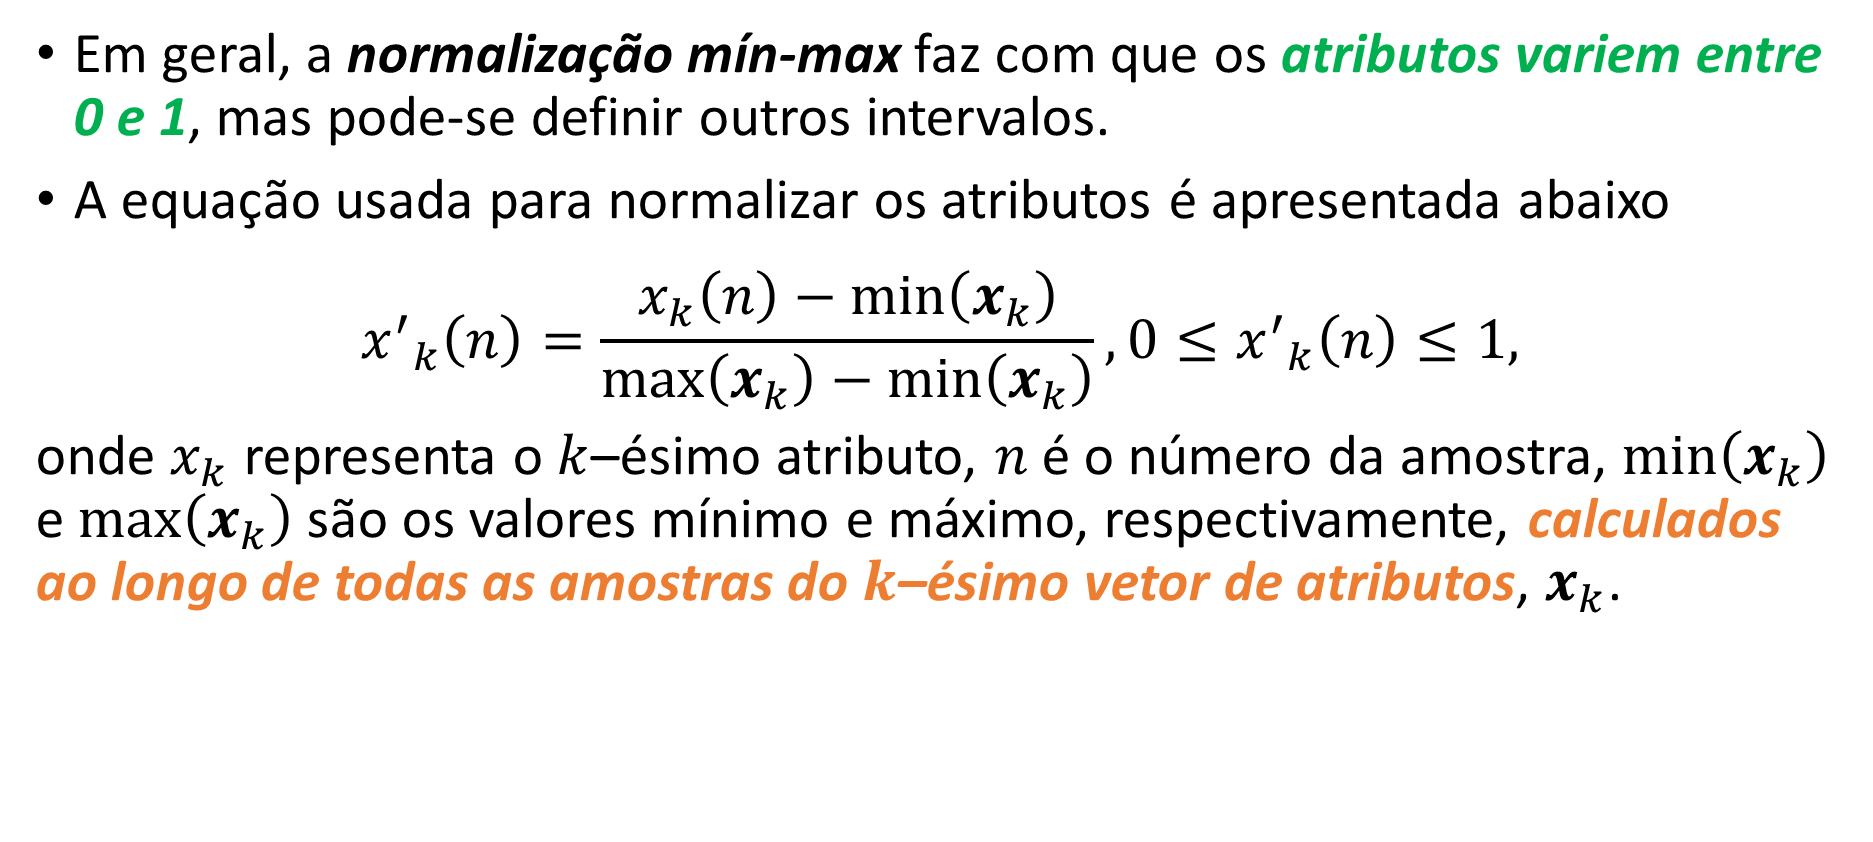 • Em geral, a normalização mín-max faz com que os atributos variem entre
0 e 1, mas pode-se definir outros intervalos.
• A equação usada para normalizar os atributos é apresentada abaixo
x′ₖ(n) = (xₖ(n) − min(𝒙ₖ)) / (max(𝒙ₖ) − min(𝒙ₖ)), 0 ≤ x′ₖ(n) ≤ 1,
onde xₖ representa o k–ésimo atributo, n é o número da amostra, min(𝒙ₖ)
e max(𝒙ₖ) são os valores mínimo e máximo, respectivamente, calculados
ao longo de todas as amostras do k–ésimo vetor de atributos, 𝒙ₖ.